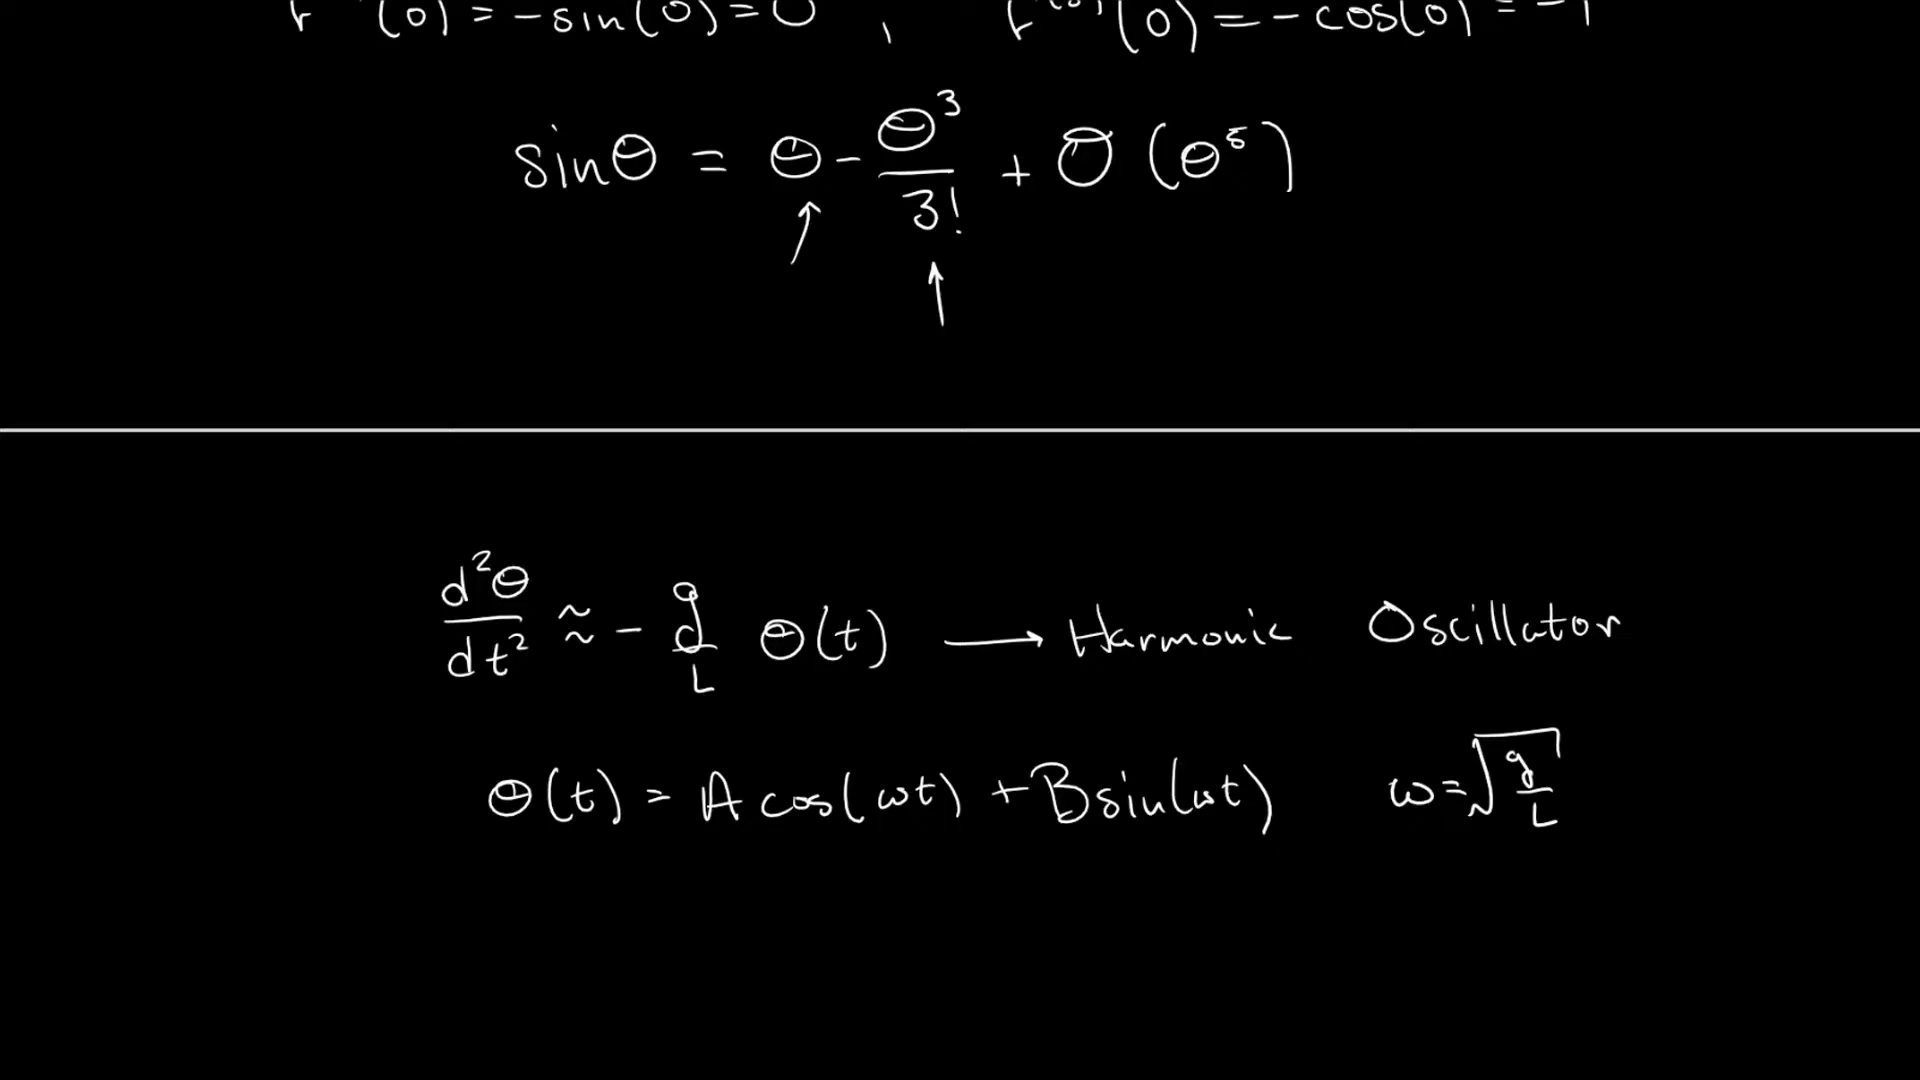 (0) = -sin(0) = 0 , (0) = -cos(0) = -1
sinθ = θ - θ³/3! + O(θ⁵)
d²θ/dt² ≈ - g/L θ(t) → Harmonic Oscillator
θ(t) = A cos(ωt) + B sin(ωt) ω = √(g/L)